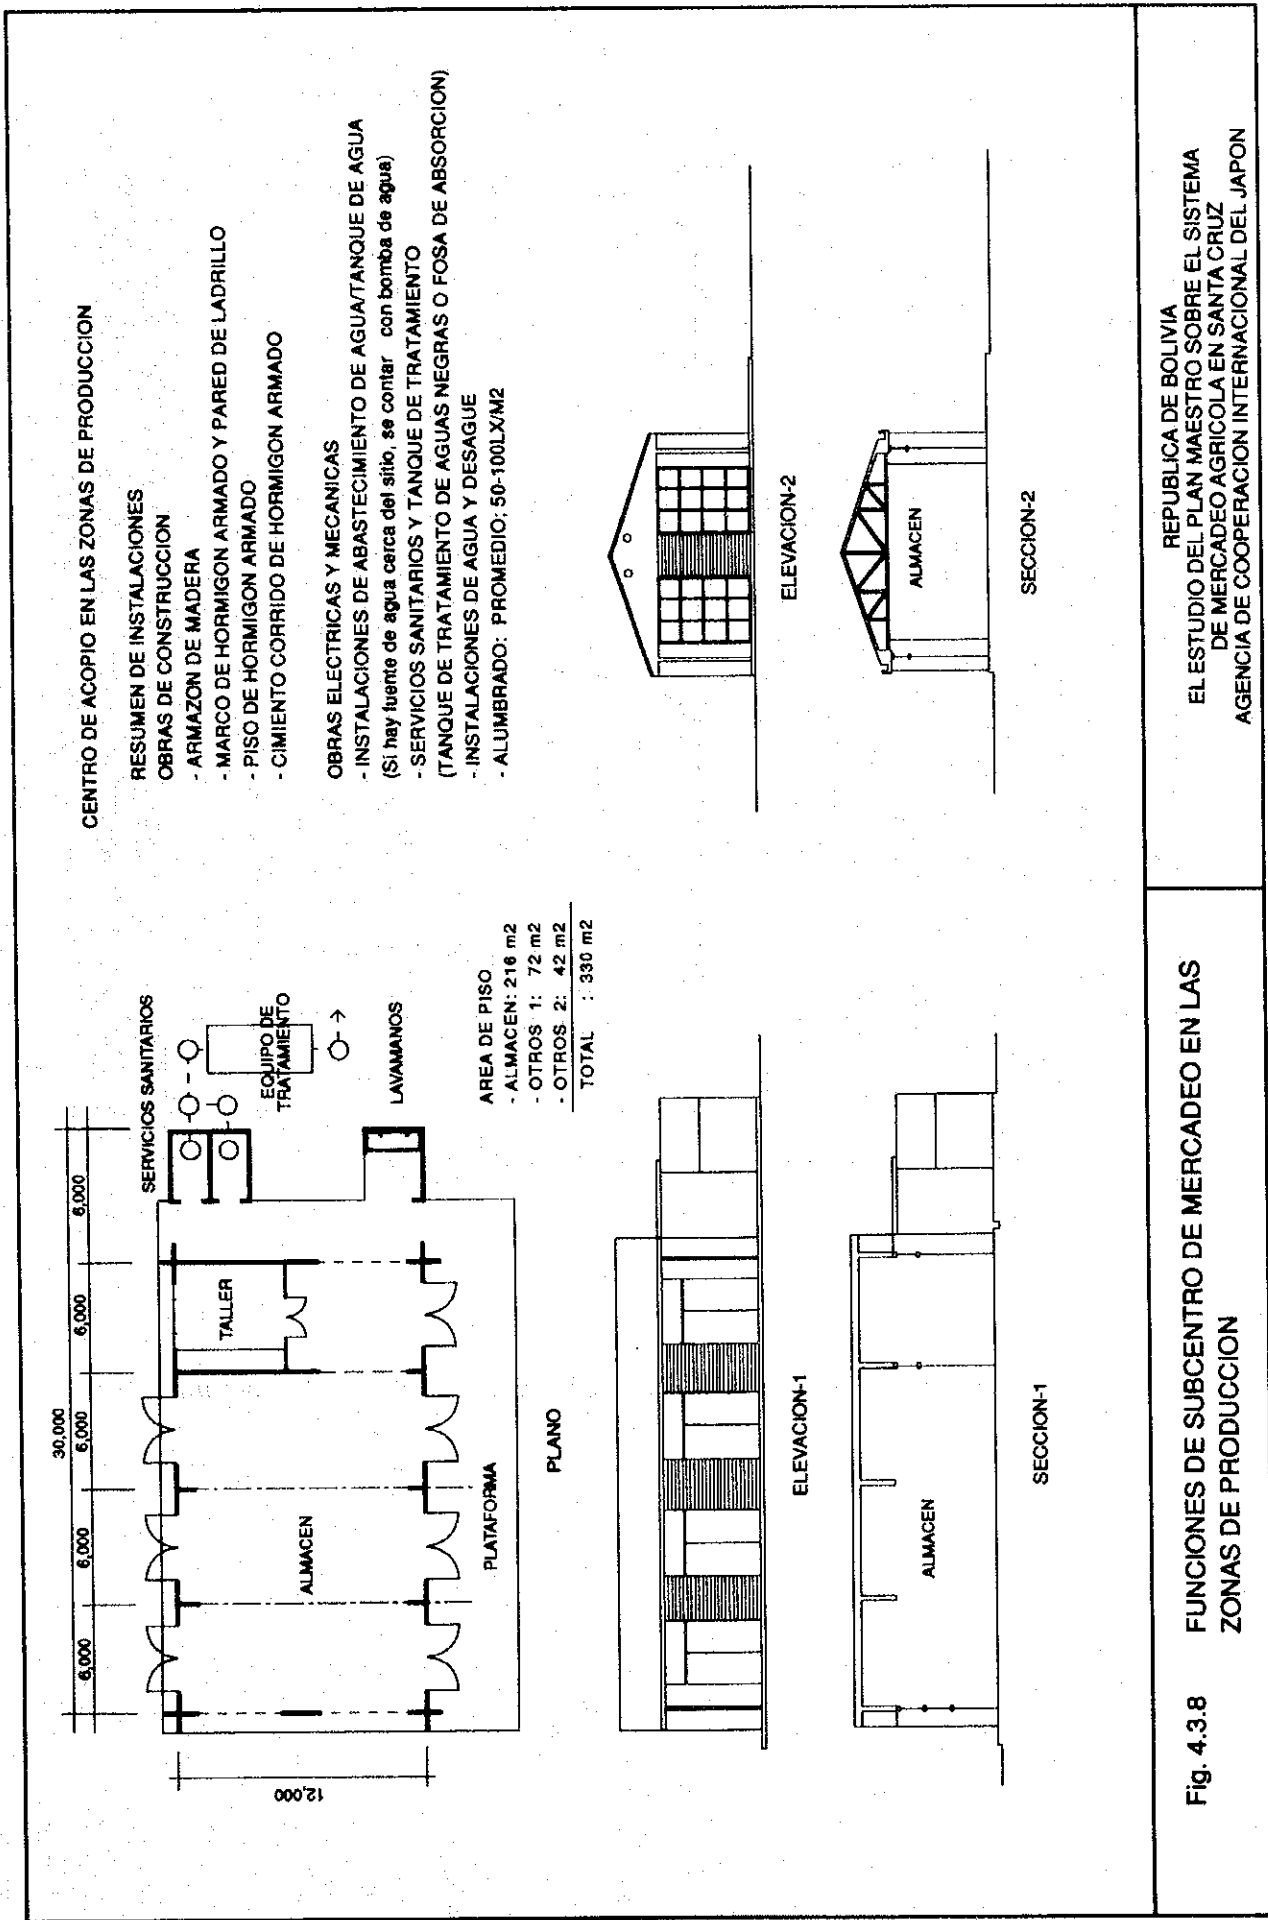 CENTRO DE ACOPIO EN LAS ZONAS DE PRODUCCION
RESUMEN DE INSTALACIONES
OBRAS DE CONSTRUCCION
- ARMAZON DE MADERA
- MARCO DE HORMIGON ARMADO Y PARED DE LADRILLO
- PISO DE HORMIGON ARMADO
- CIMIENTO CORRIDO DE HORMIGON ARMADO
OBRAS ELECTRICAS Y MECANICAS
- INSTALACIONES DE ABASTECIMIENTO DE AGUA/TANQUE DE AGUA
(Si hay fuente de agua cerca del sitio, se contar con bomba de agua)
- SERVICIOS SANITARIOS Y TANQUE DE TRATAMIENTO
(TANQUE DE TRATAMIENTO DE AGUAS NEGRAS O FOSA DE ABSORCION)
- INSTALACIONES DE AGUA Y DESAGUE
- ALUMBRADO: PROMEDIO; 50-100LX/M2
30,000
6,000
6,000
6,000
6,000
6,000
12,000
SERVICIOS SANITARIOS
EQUIPO DE
TRATAMIENTO
LAVAMANOS
TALLER
ALMACEN
PLATAFORMA
PLANO
AREA DE PISO
- ALMACEN: 216 m2
- OTROS 1: 72 m2
- OTROS 2: 42 m2
TOTAL : 330 m2
ELEVACION-1
ELEVACION-2
ALMACEN
SECCION-1
ALMACEN
SECCION-2
Fig. 4.3.8 FUNCIONES DE SUBCENTRO DE MERCADEO EN LAS
ZONAS DE PRODUCCION
REPUBLICA DE BOLIVIA
EL ESTUDIO DEL PLAN MAESTRO SOBRE EL SISTEMA
DE MERCADEO AGRICOLA EN SANTA CRUZ
AGENCIA DE COOPERACION INTERNACIONAL DEL JAPON